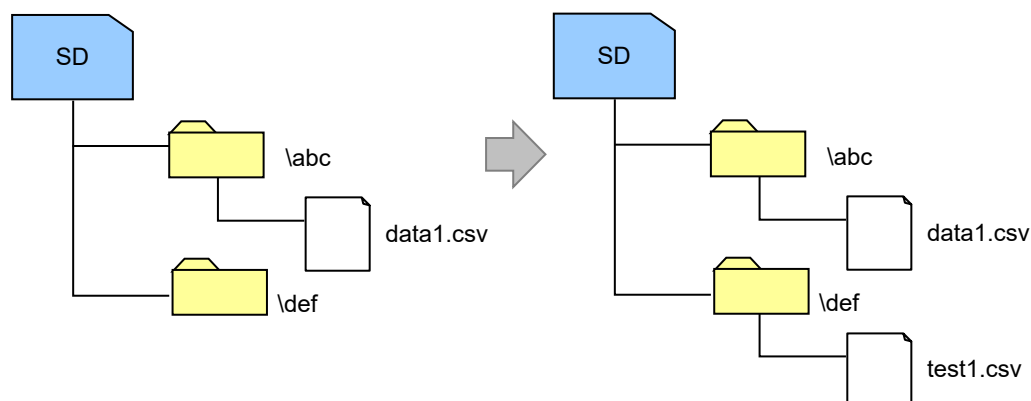 SD
\abc
data1.csv
\def
SD
\abc
data1.csv
\def
test1.csv